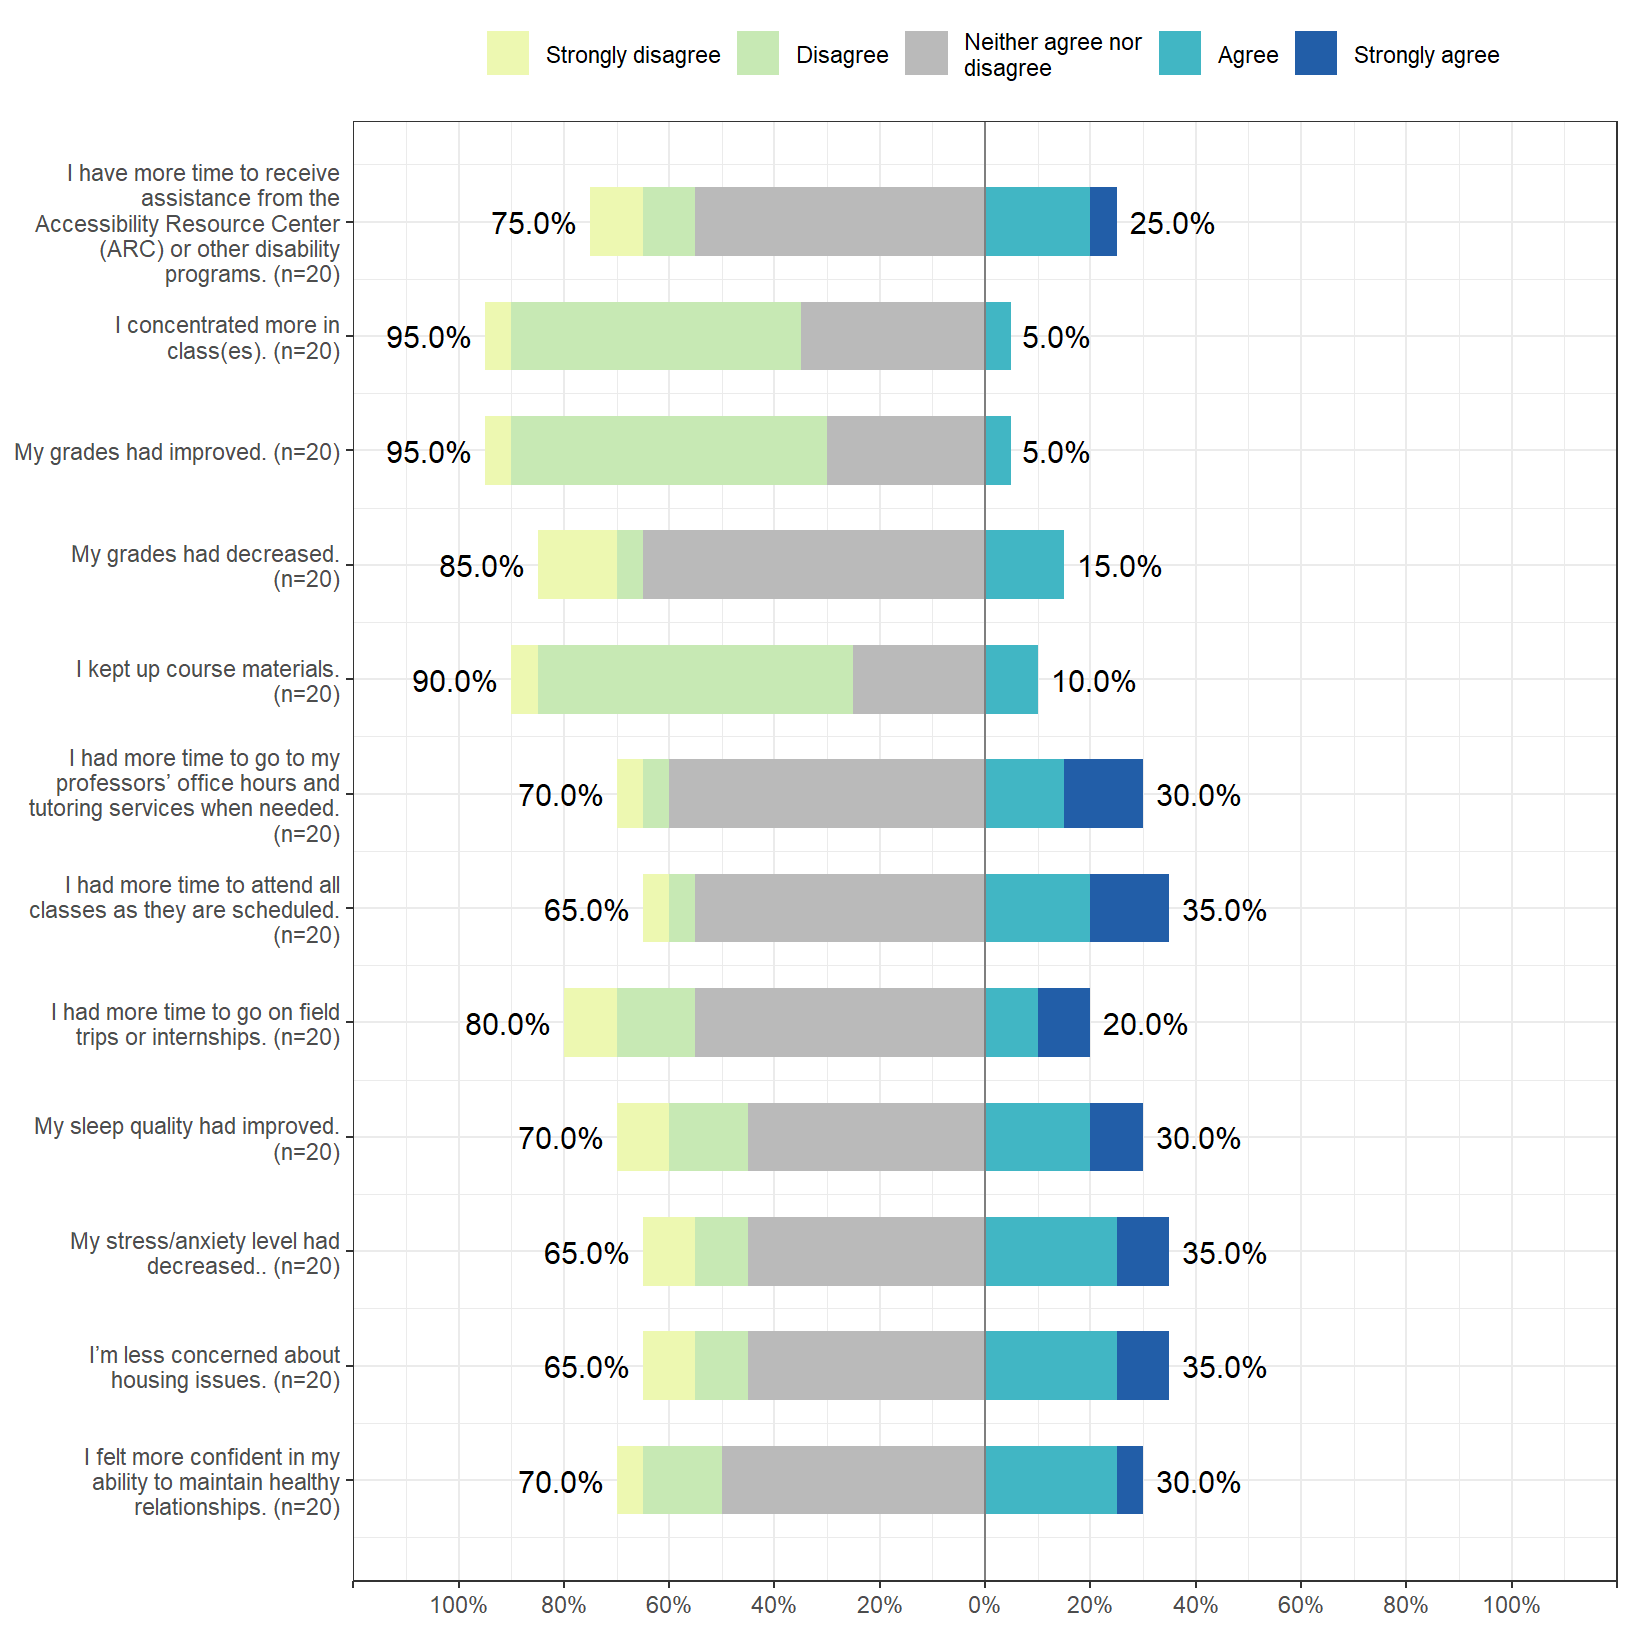 Strongly disagree
Disagree
Neither agree nor
disagree
Agree
Strongly agree
I have more time to receive
assistance from the
Accessibility Resource Center
(ARC) or other disability
programs. (n=20)
75.0%
25.0%
I concentrated more in
class(es). (n=20)
95.0%
5.0%
My grades had improved. (n=20)
95.0%
5.0%
My grades had decreased.
(n=20)
85.0%
15.0%
I kept up course materials.
(n=20)
90.0%
10.0%
I had more time to go to my
professors’ office hours and
tutoring services when needed.
(n=20)
70.0%
30.0%
I had more time to attend all
classes as they are scheduled.
(n=20)
65.0%
35.0%
I had more time to go on field
trips or internships. (n=20)
80.0%
20.0%
My sleep quality had improved.
(n=20)
70.0%
30.0%
My stress/anxiety level had
decreased.. (n=20)
65.0%
35.0%
I’m less concerned about
housing issues. (n=20)
65.0%
35.0%
I felt more confident in my
ability to maintain healthy
relationships. (n=20)
70.0%
30.0%
100% 80% 60% 40% 20% 0% 20% 40% 60% 80% 100%